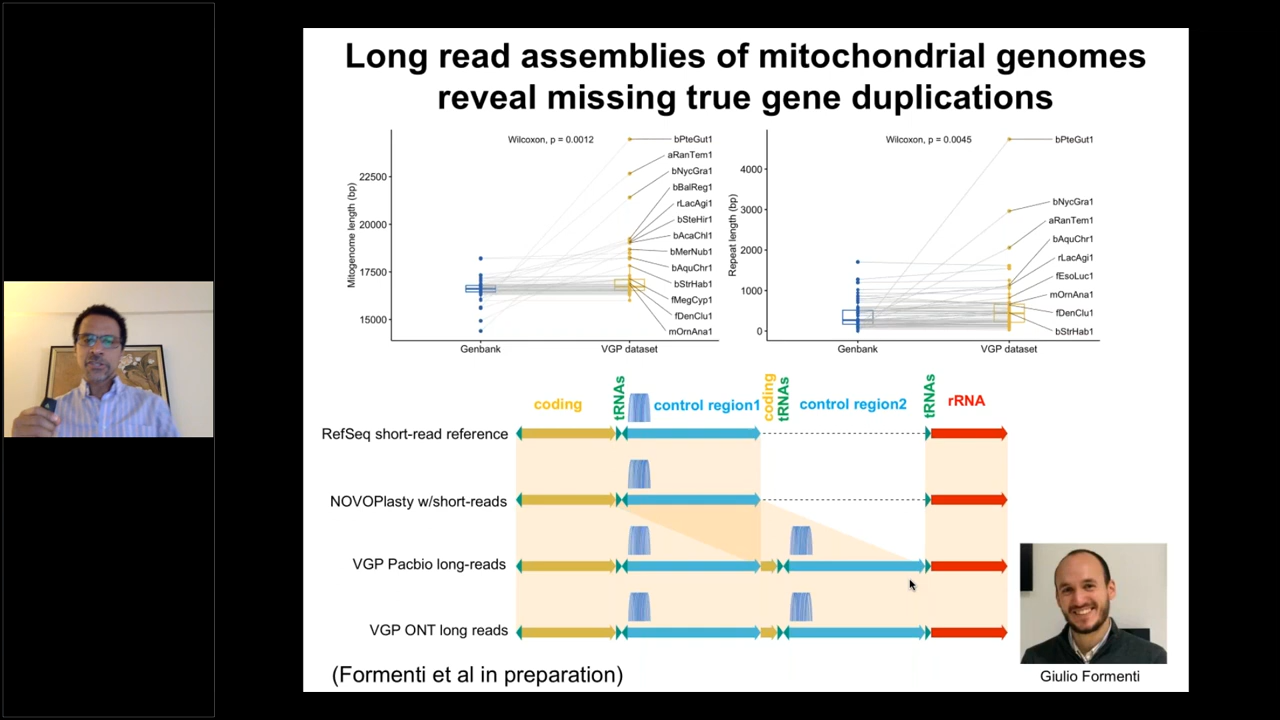 Long read assemblies of mitochondrial genomes
reveal missing true gene duplications
Wilcoxon, p = 0.0012
Mitogenome length (bp)
22500
20000
17500
15000
bPteGut1
aRanTem1
bNycGra1
bBalReg1
rLacAgi1
bSteHir1
bAcaChl1
bMerNub1
bAquChr1
bStrHab1
fMegCyp1
fDenClu1
mOrnAna1
Genbank
VGP dataset
Wilcoxon, p = 0.0045
Repeat length (bp)
4000
3000
2000
1000
0
bPteGut1
bNycGra1
aRanTem1
bAquChr1
rLacAgi1
fEsoLuc1
mOrnAna1
fDenClu1
bStrHab1
Genbank
VGP dataset
coding
tRNAs
control region1
coding
tRNAs
control region2
tRNAs
rRNA
RefSeq short-read reference
NOVOPlasty w/short-reads
VGP Pacbio long-reads
VGP ONT long reads
(Formenti et al in preparation)
Giulio Formenti